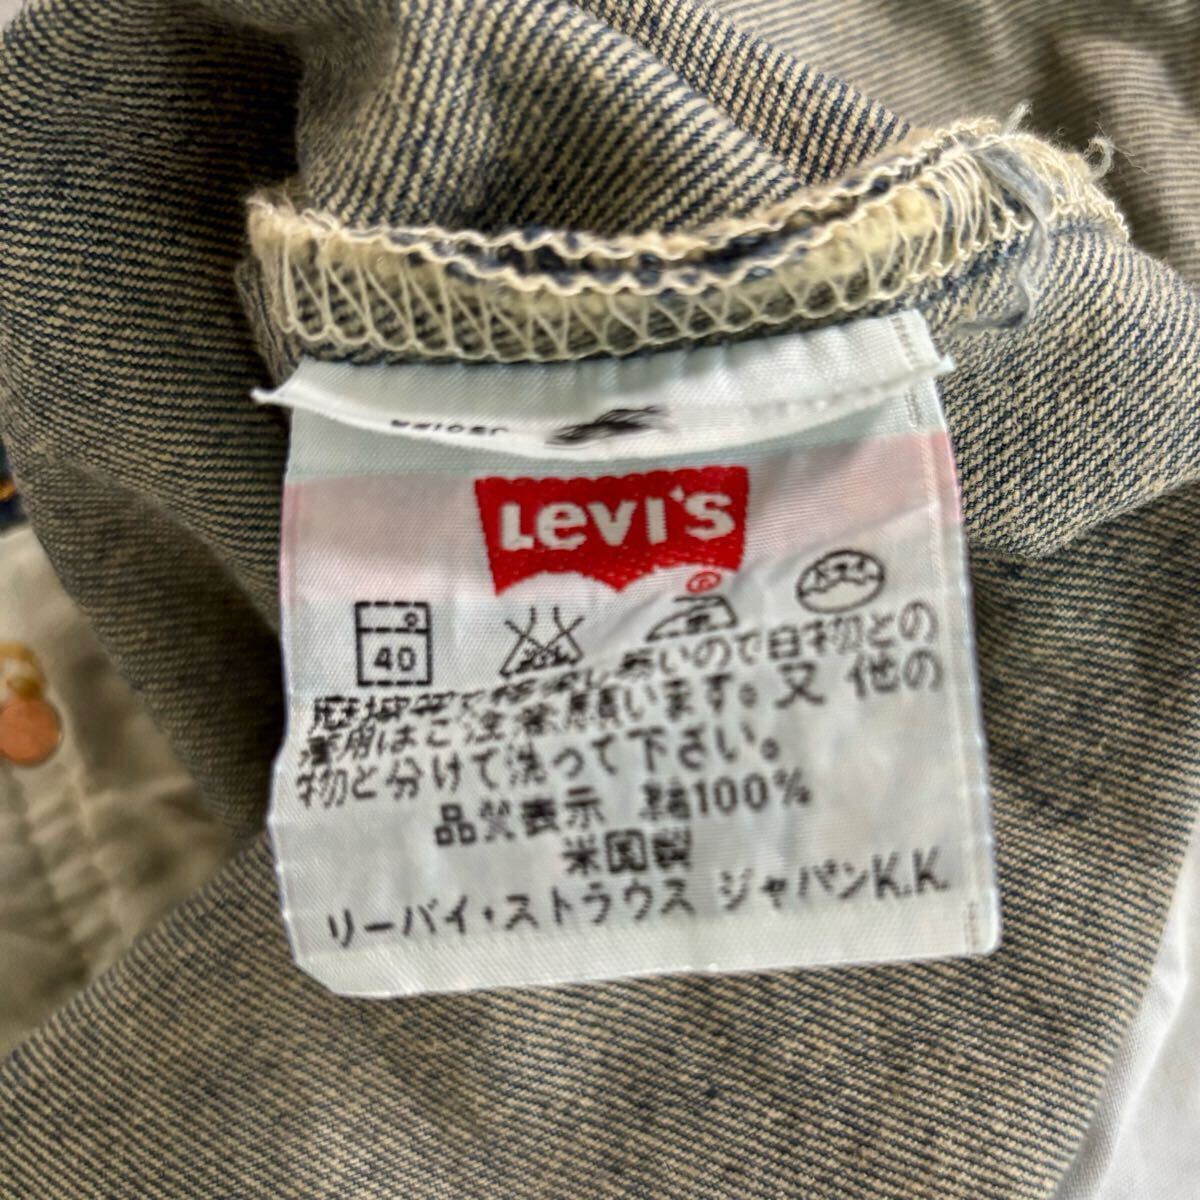 Levi's
®
40
い ので 白物との
着用はご注意願います。又 他の
物と分けて洗って下さい。
品質表示 綿100%
米国製
リーバイ・ストラウス ジャパンK.K.